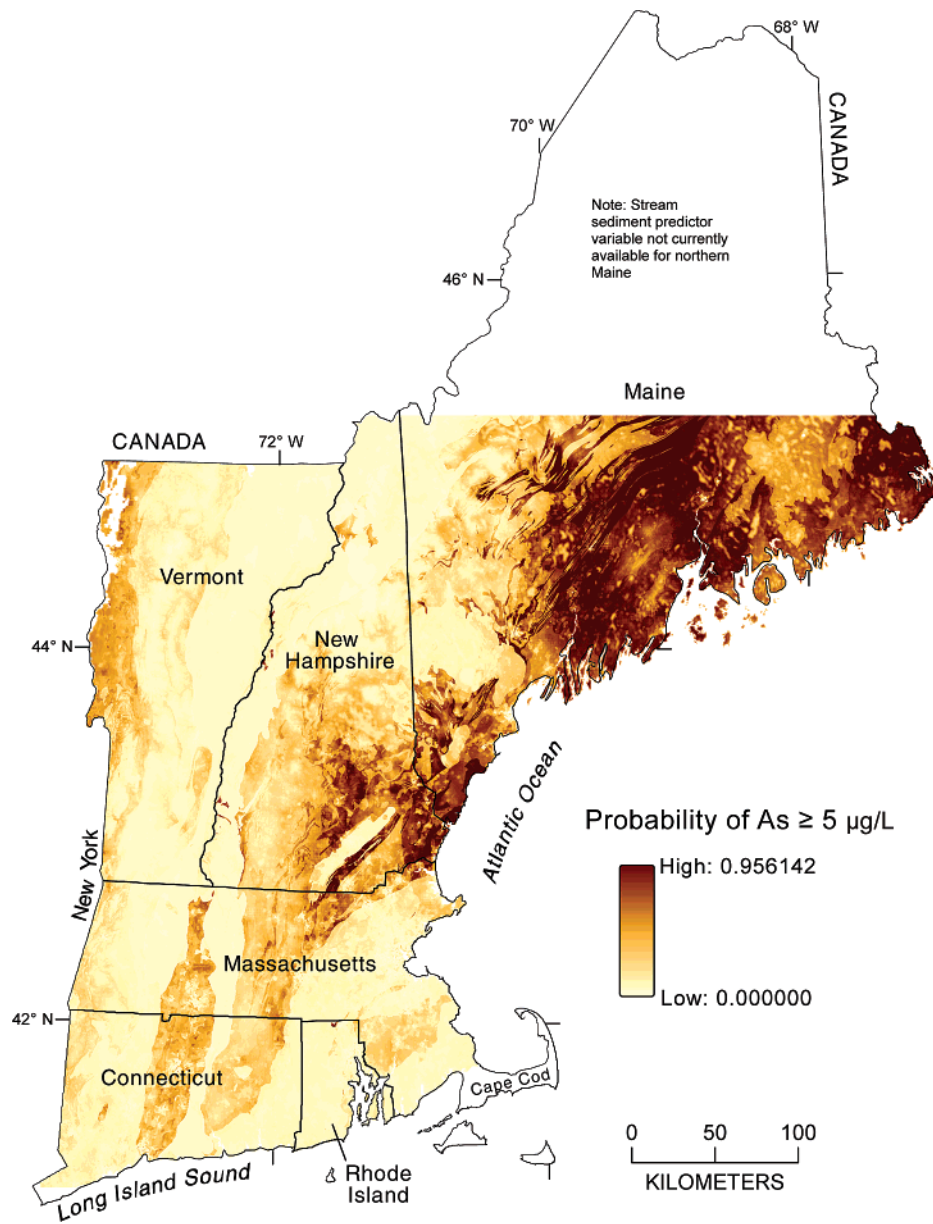 68° W
CANADA
70° W
Note: Stream
sediment predictor
variable not currently
available for northern
Maine
46° N
Maine
CANADA
72° W
Vermont
New
Hampshire
44° N
Atlantic Ocean
Probability of As ≥ 5 µg/L
High: 0.956142
Low: 0.000000
New York
Massachusetts
42° N
Connecticut
Cape Cod
Rhode
Island
Long Island Sound
0 50 100
KILOMETERS